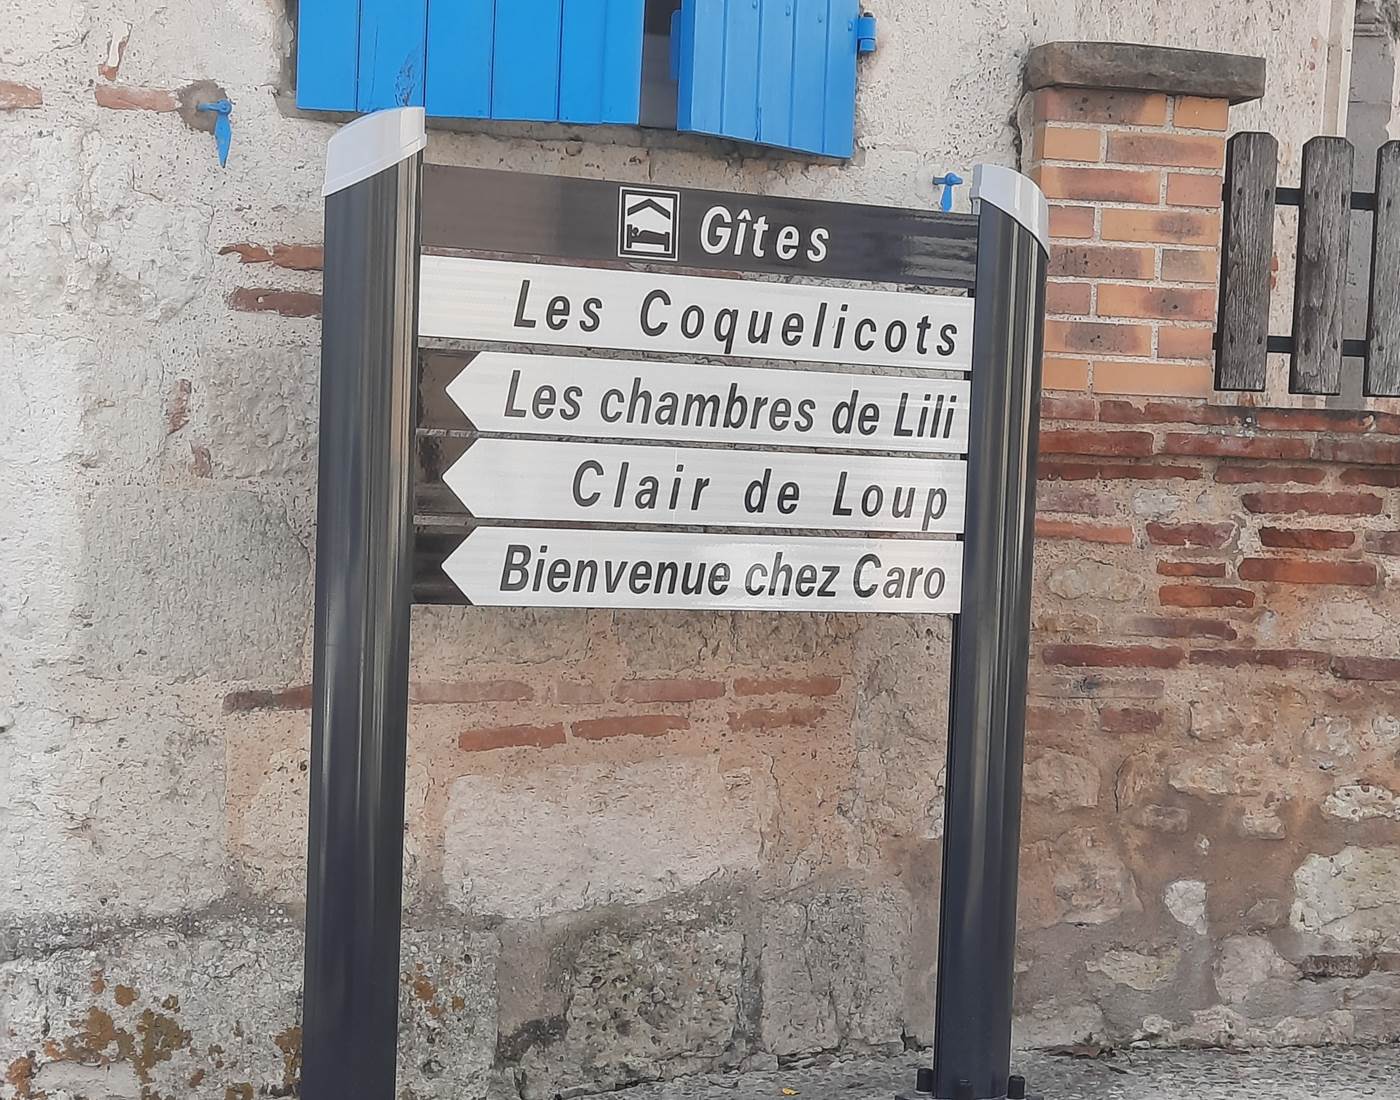 Gîtes
Les Coquelicots
Les chambres de Lili
Clair de Loup
Bienvenue chez Caro